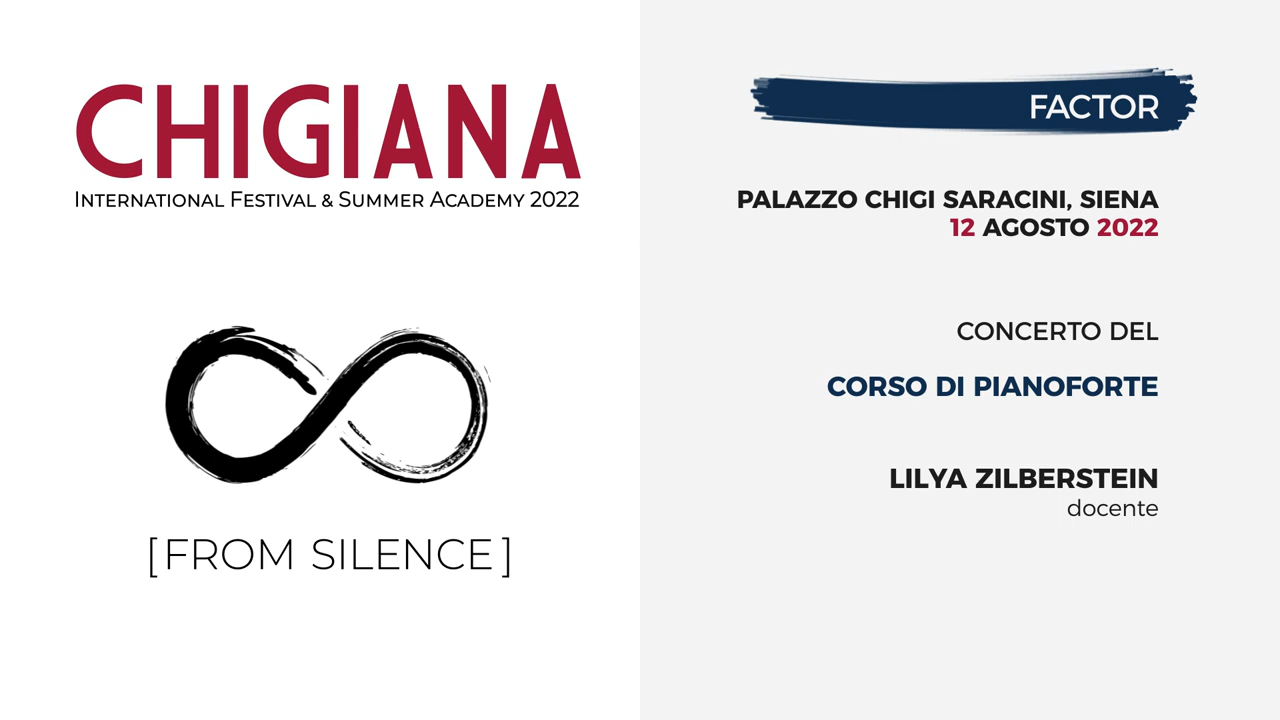 CHIGIANA
INTERNATIONAL FESTIVAL & SUMMER ACADEMY 2022
[FROM SILENCE]
FACTOR
PALAZZO CHIGI SARACINI, SIENA
12 AGOSTO 2022
CONCERTO DEL
CORSO DI PIANOFORTE
LILYA ZILBERSTEIN
docente